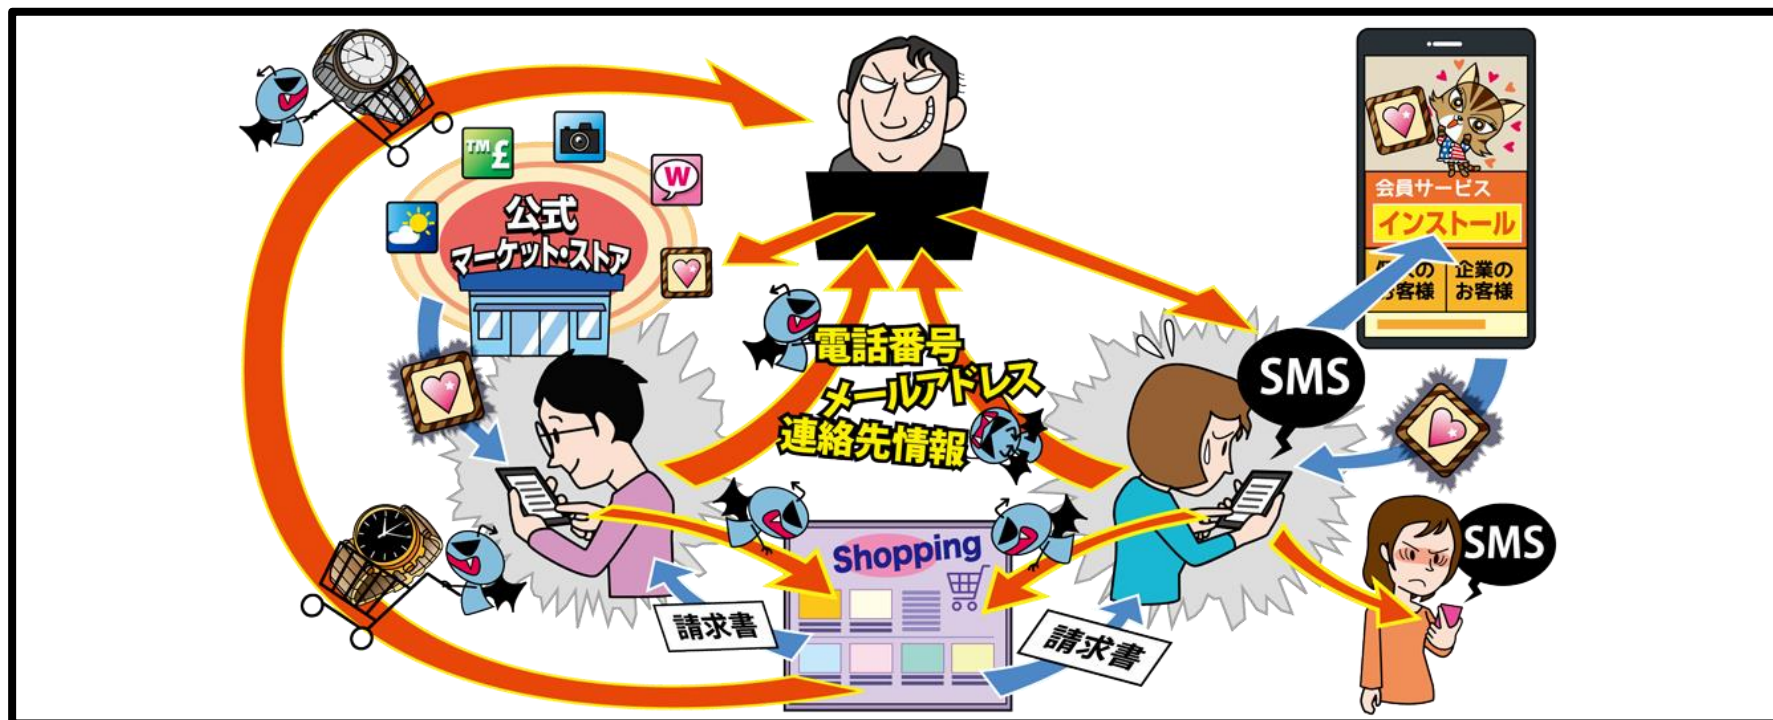 TM£
W
公式
マーケット・ストア
会員サービス
インストール
お客様
企業の
お客様
SMS
電話番号
メールアドレス
連絡先情報
SMS
Shopping
請求書
請求書